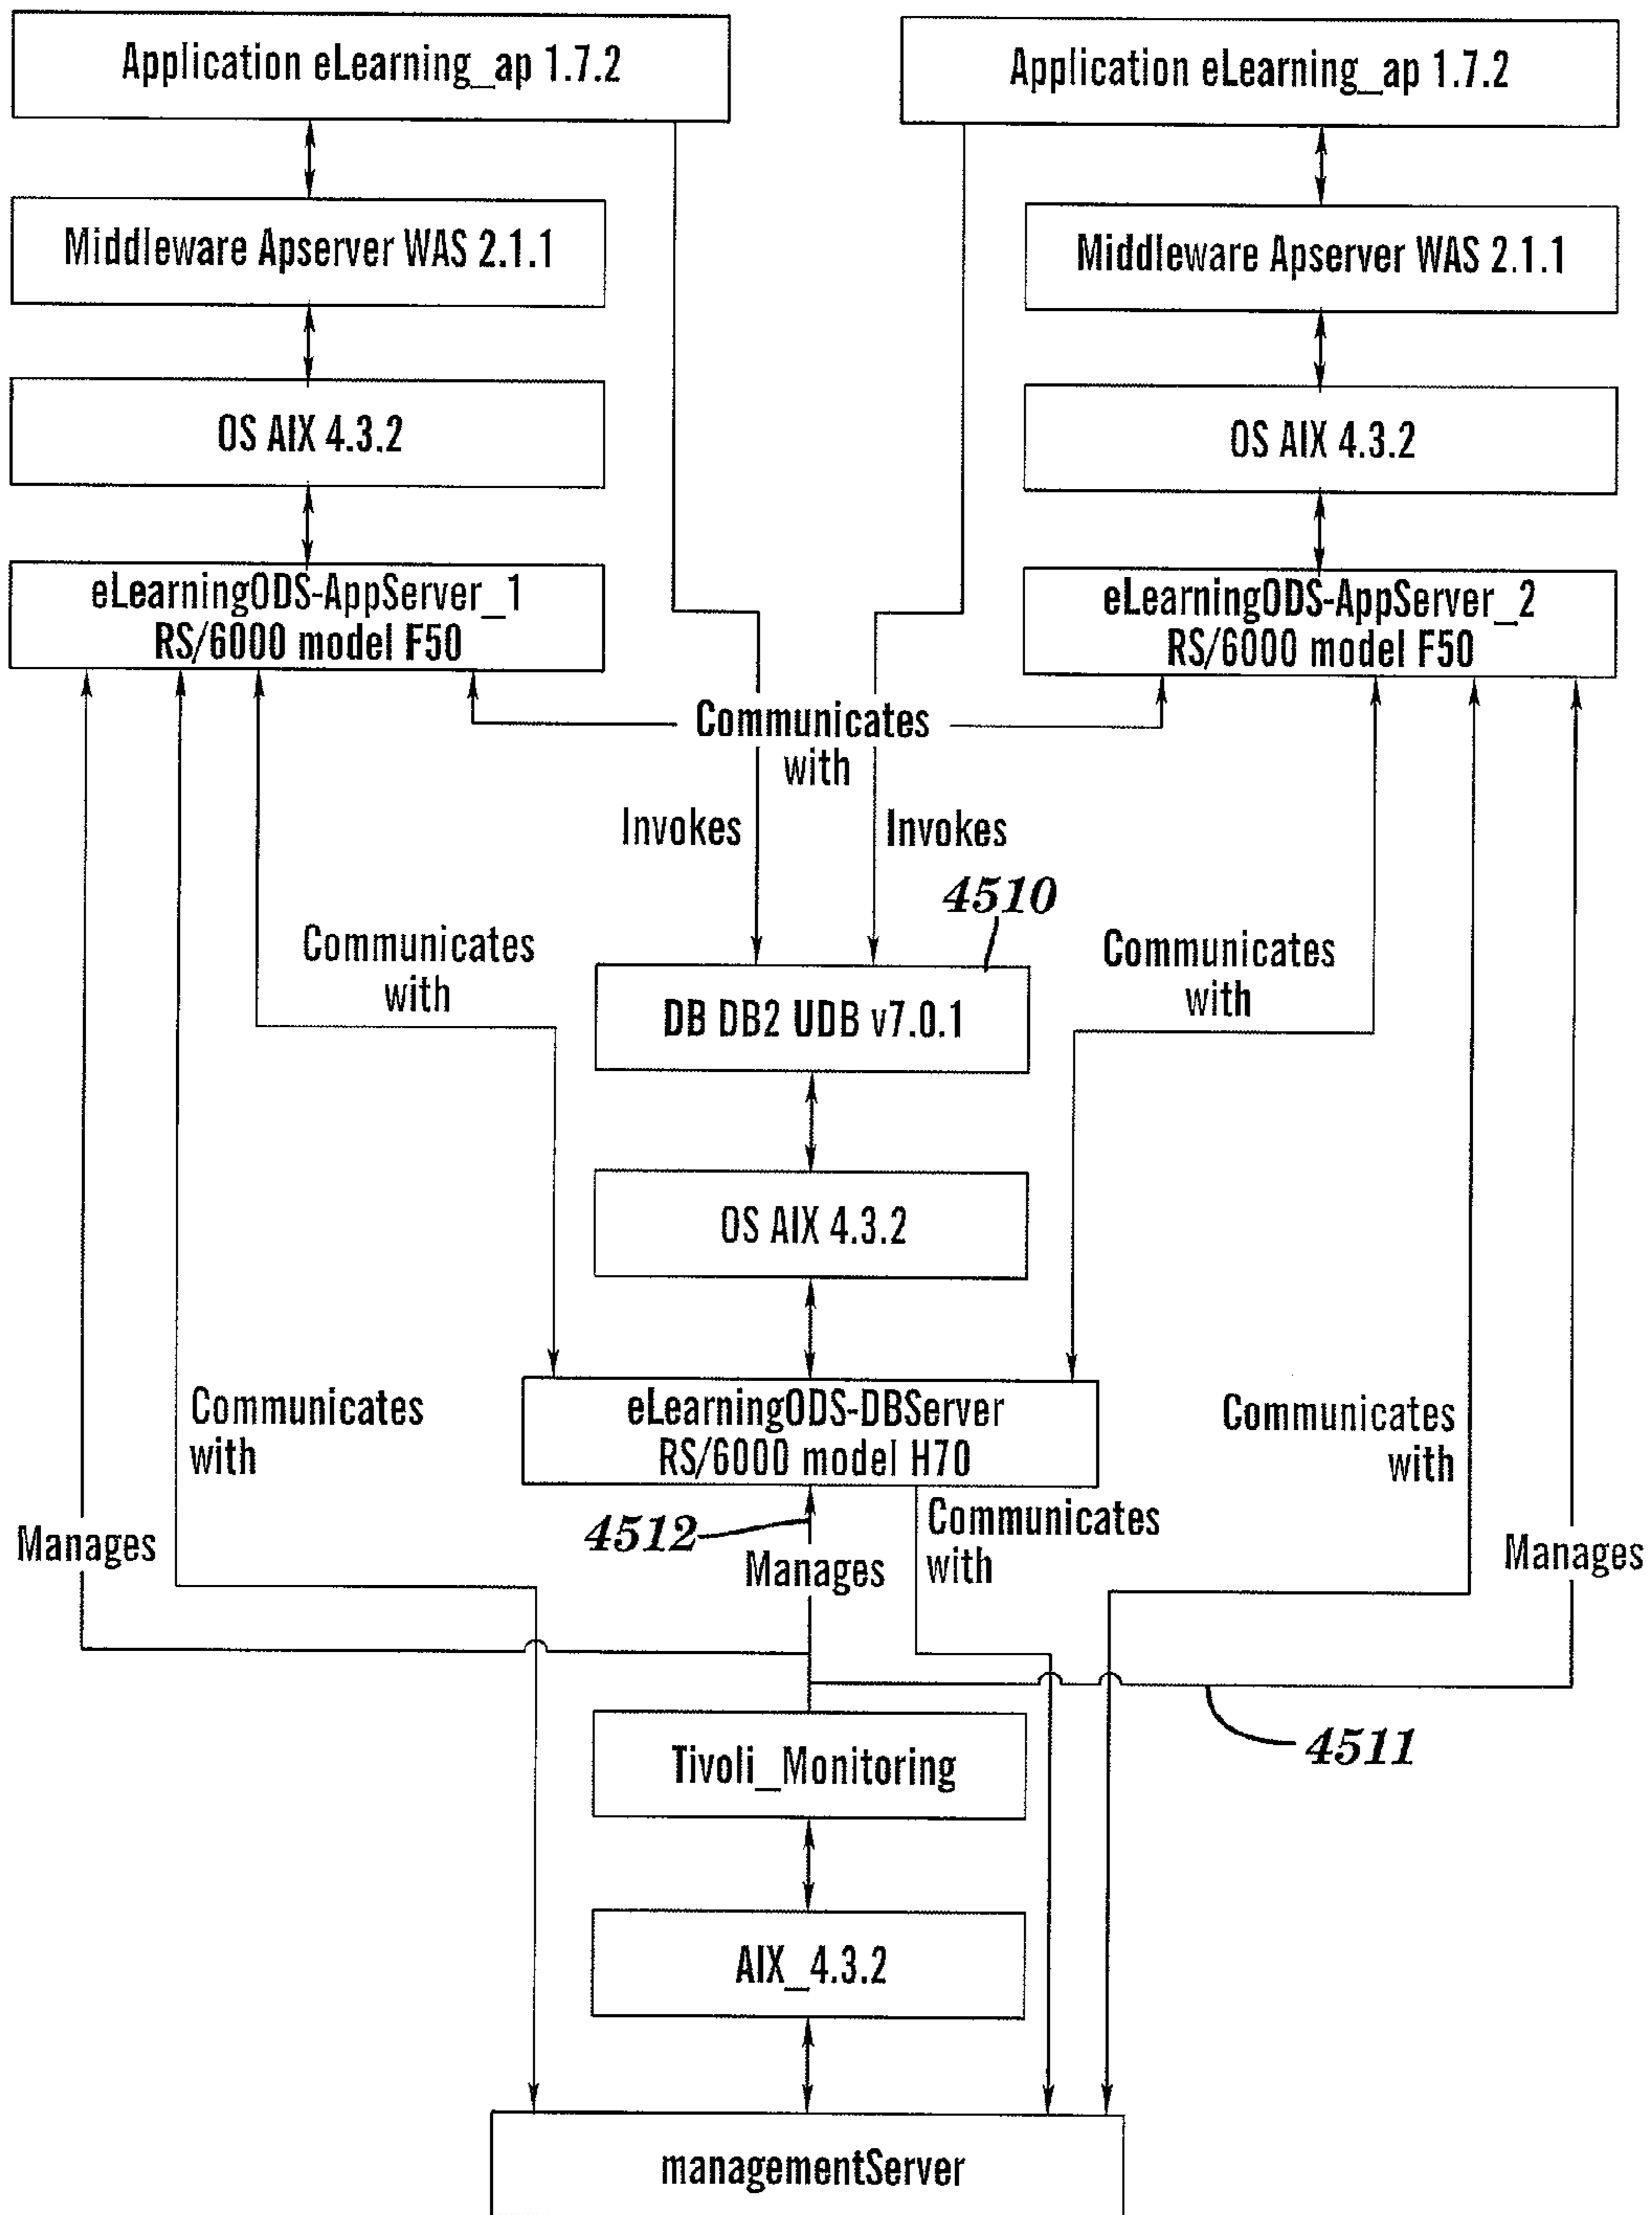 Application eLearning_ap 1.7.2
Application eLearning_ap 1.7.2
Middleware Apserver WAS 2.1.1
Middleware Apserver WAS 2.1.1
OS AIX 4.3.2
OS AIX 4.3.2
eLearningODS-AppServer_1
RS/6000 model F50
eLearningODS-AppServer_2
RS/6000 model F50
Communicates
with
Invokes
Invokes
4510
Communicates
with
Communicates
with
DB DB2 UDB v7.0.1
OS AIX 4.3.2
eLearningODS-DBServer
RS/6000 model H70
Communicates
with
Communicates
with
4512
Communicates
with
Manages
Manages
Manages
4511
Tivoli_Monitoring
AIX_4.3.2
managementServer